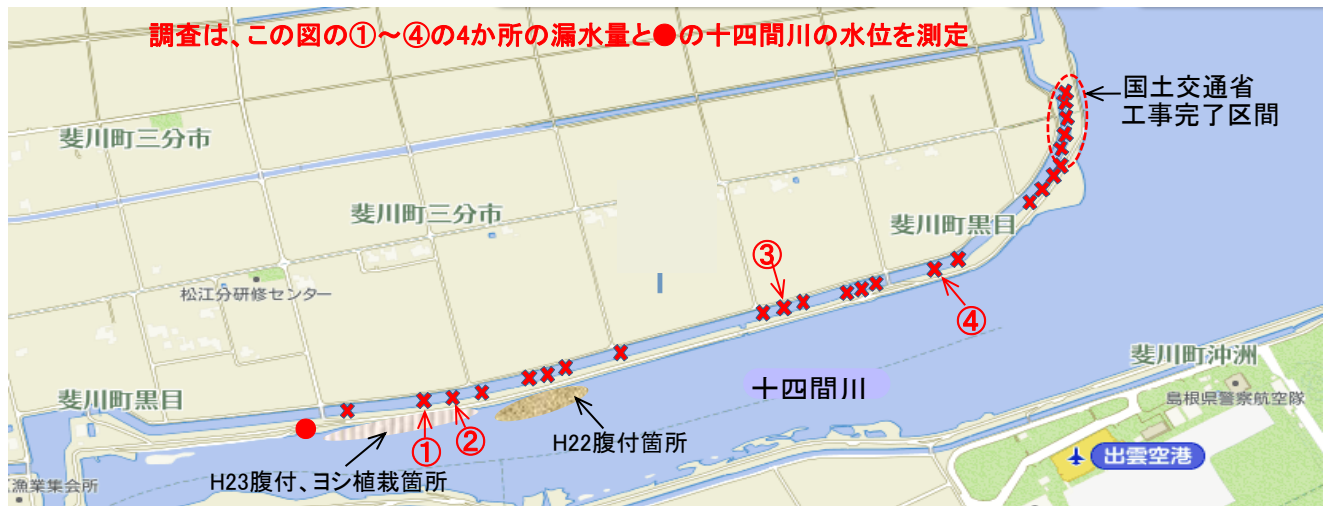 調査は、この図の①～④の4か所の漏水量と●の十四間川の水位を測定
国土交通省
工事完了区間
斐川町三分市
斐川町三分市
斐川町黒目
③
松江分研修センター
④
斐川町沖洲
十四間川
島根県警察航空隊
斐川町黒目
①
②
H22腹付箇所
出雲空港
H23腹付、ヨシ植栽箇所
漁業集会所